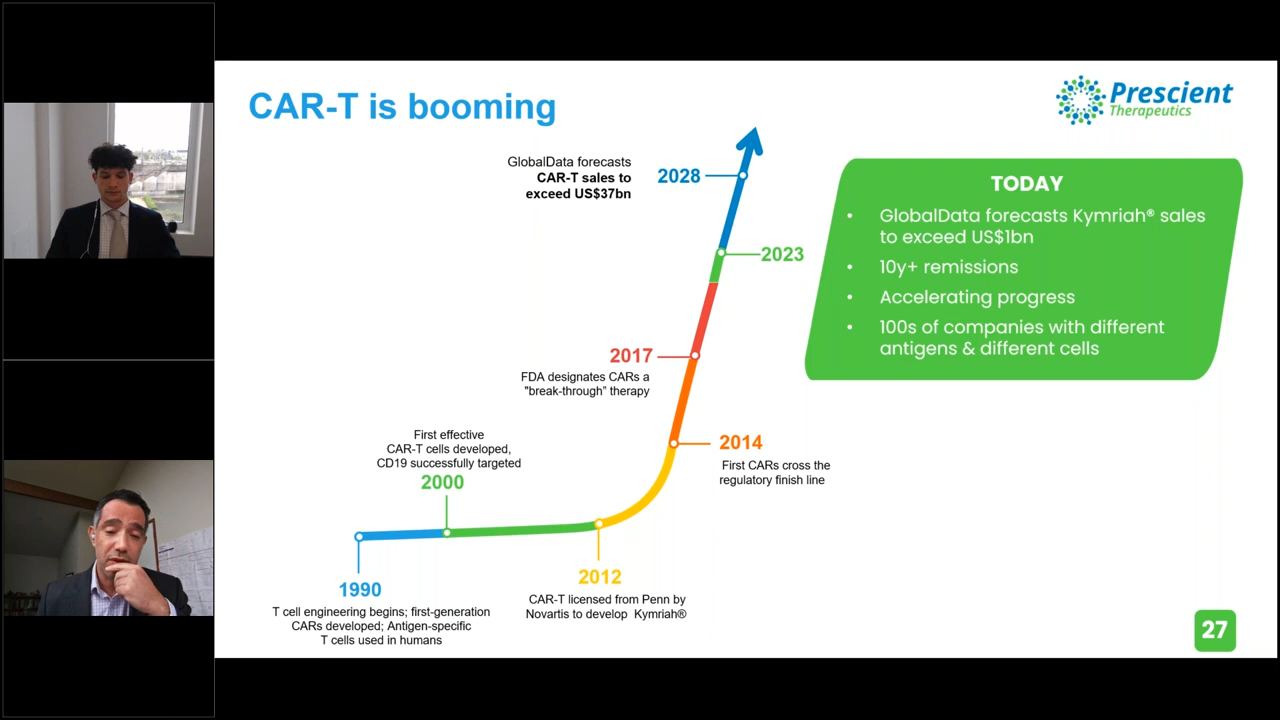 CAR-T is booming
Prescient
Therapeutics
GlobalData forecasts
CAR-T sales to
exceed US$37bn
2028
2023
TODAY
• GlobalData forecasts Kymriah® sales
to exceed US$1bn
• 10y+ remissions
• Accelerating progress
• 100s of companies with different
antigens & different cells
2017
FDA designates CARs a
"break-through” therapy
2014
First CARs cross the
regulatory finish line
First effective
CAR-T cells developed,
CD19 successfully targeted
2000
2012
CAR-T licensed from Penn by
Novartis to develop Kymriah®
1990
T cell engineering begins; first-generation
CARs developed; Antigen-specific
T cells used in humans
27